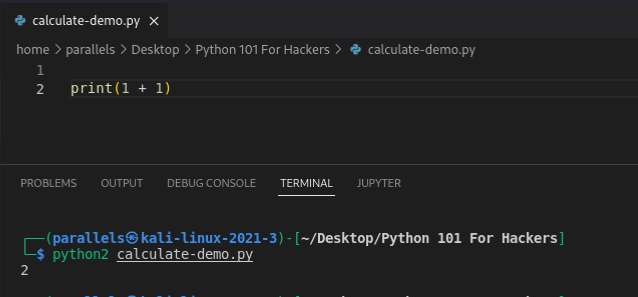 calculate-demo.py ×
home > parallels > Desktop > Python 101 For Hackers > calculate-demo.py
1
2 print(1 + 1)
PROBLEMS OUTPUT DEBUG CONSOLE TERMINAL JUPYTER
┌──(parallels㉿kali-linux-2021-3)-[~/Desktop/Python 101 For Hackers]
└─$ python2 calculate-demo.py
2